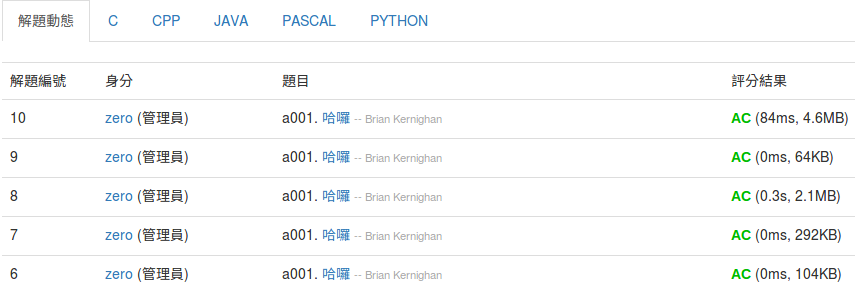 解題動態 C CPP JAVA PASCAL PYTHON
解題編號 身分 題目 評分結果
10 zero (管理員) a001. 哈囉 -- Brian Kernighan AC (84ms, 4.6MB)
9 zero (管理員) a001. 哈囉 -- Brian Kernighan AC (0ms, 64KB)
8 zero (管理員) a001. 哈囉 -- Brian Kernighan AC (0.3s, 2.1MB)
7 zero (管理員) a001. 哈囉 -- Brian Kernighan AC (0ms, 292KB)
6 zero (管理員) a001. 哈囉 -- Brian Kernighan AC (0ms, 104KB)